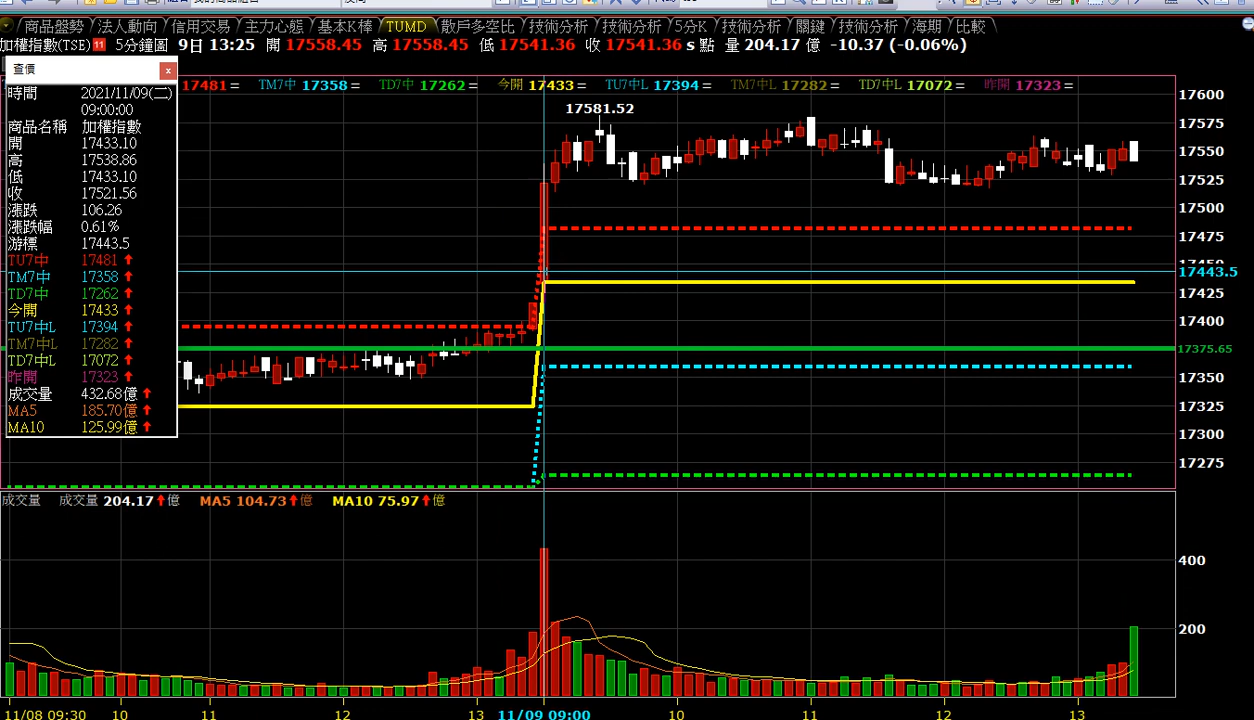 商品盤勢 法人動向 信用交易 主力心態 基本K棒 TUMD 散戶多空比 技術分析 技術分析 5分K 技術分析 關鍵 技術分析 海期 比較
加權指數(TSE) 11 5分鐘圖 9日 13:25 開 17558.45 高 17558.45 低 17541.36 收 17541.36 s 點 量 204.17 億 -10.37 (-0.06%)
查價 x
17481 = TM7中 17358 = TD7中 17262 = 今開 17433 = TU7中L 17394 = TM7中L 17282 = TD7中L 17072 = 昨開 17323 =
時間 2021/11/09(二)
09:00:00
商品名稱 加權指數
開 17433.10
高 17538.86
低 17433.10
收 17521.56
漲跌 106.26
漲跌幅 0.61%
游標 17443.5
TU7中 17481 ↑
TM7中 17358 ↑
TD7中 17262 ↑
今開 17433 ↑
TU7中L 17394 ↑
TM7中L 17282 ↑
TD7中L 17072 ↑
昨開 17323 ↑
成交量 432.68億 ↑
MA5 185.70億 ↑
MA10 125.99億 ↑
17581.52
17600
17575
17550
17525
17500
17475
17450
17443.5
17425
17400
17375.65
17350
17325
17300
17275
成交量 成交量 204.17↑億 MA5 104.73↑億 MA10 75.97↑億
400
200
11/08 09:30 10 11 12 13 11/09 09:00 10 11 12 13